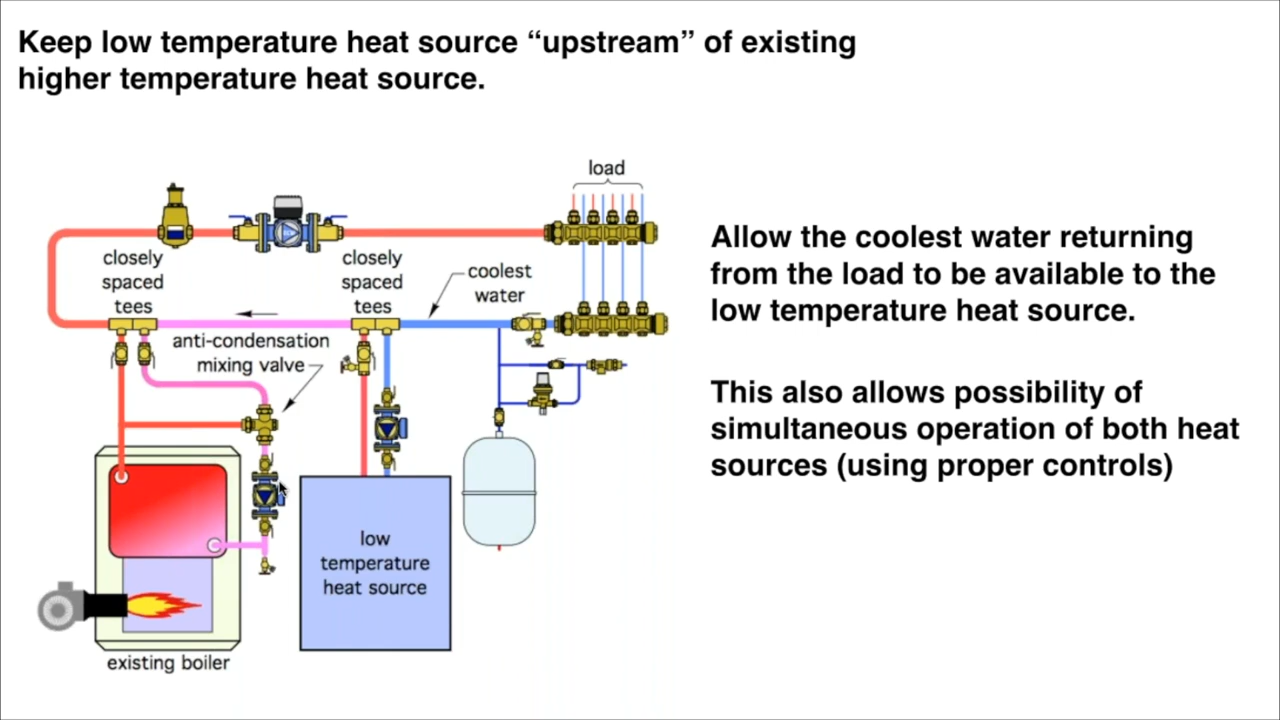 Keep low temperature heat source “upstream” of existing
higher temperature heat source.
load
closely
spaced
tees
closely
spaced
tees
coolest
water
anti-condensation
mixing valve
low
temperature
heat source
existing boiler
Allow the coolest water returning
from the load to be available to the
low temperature heat source.
This also allows possibility of
simultaneous operation of both heat
sources (using proper controls)